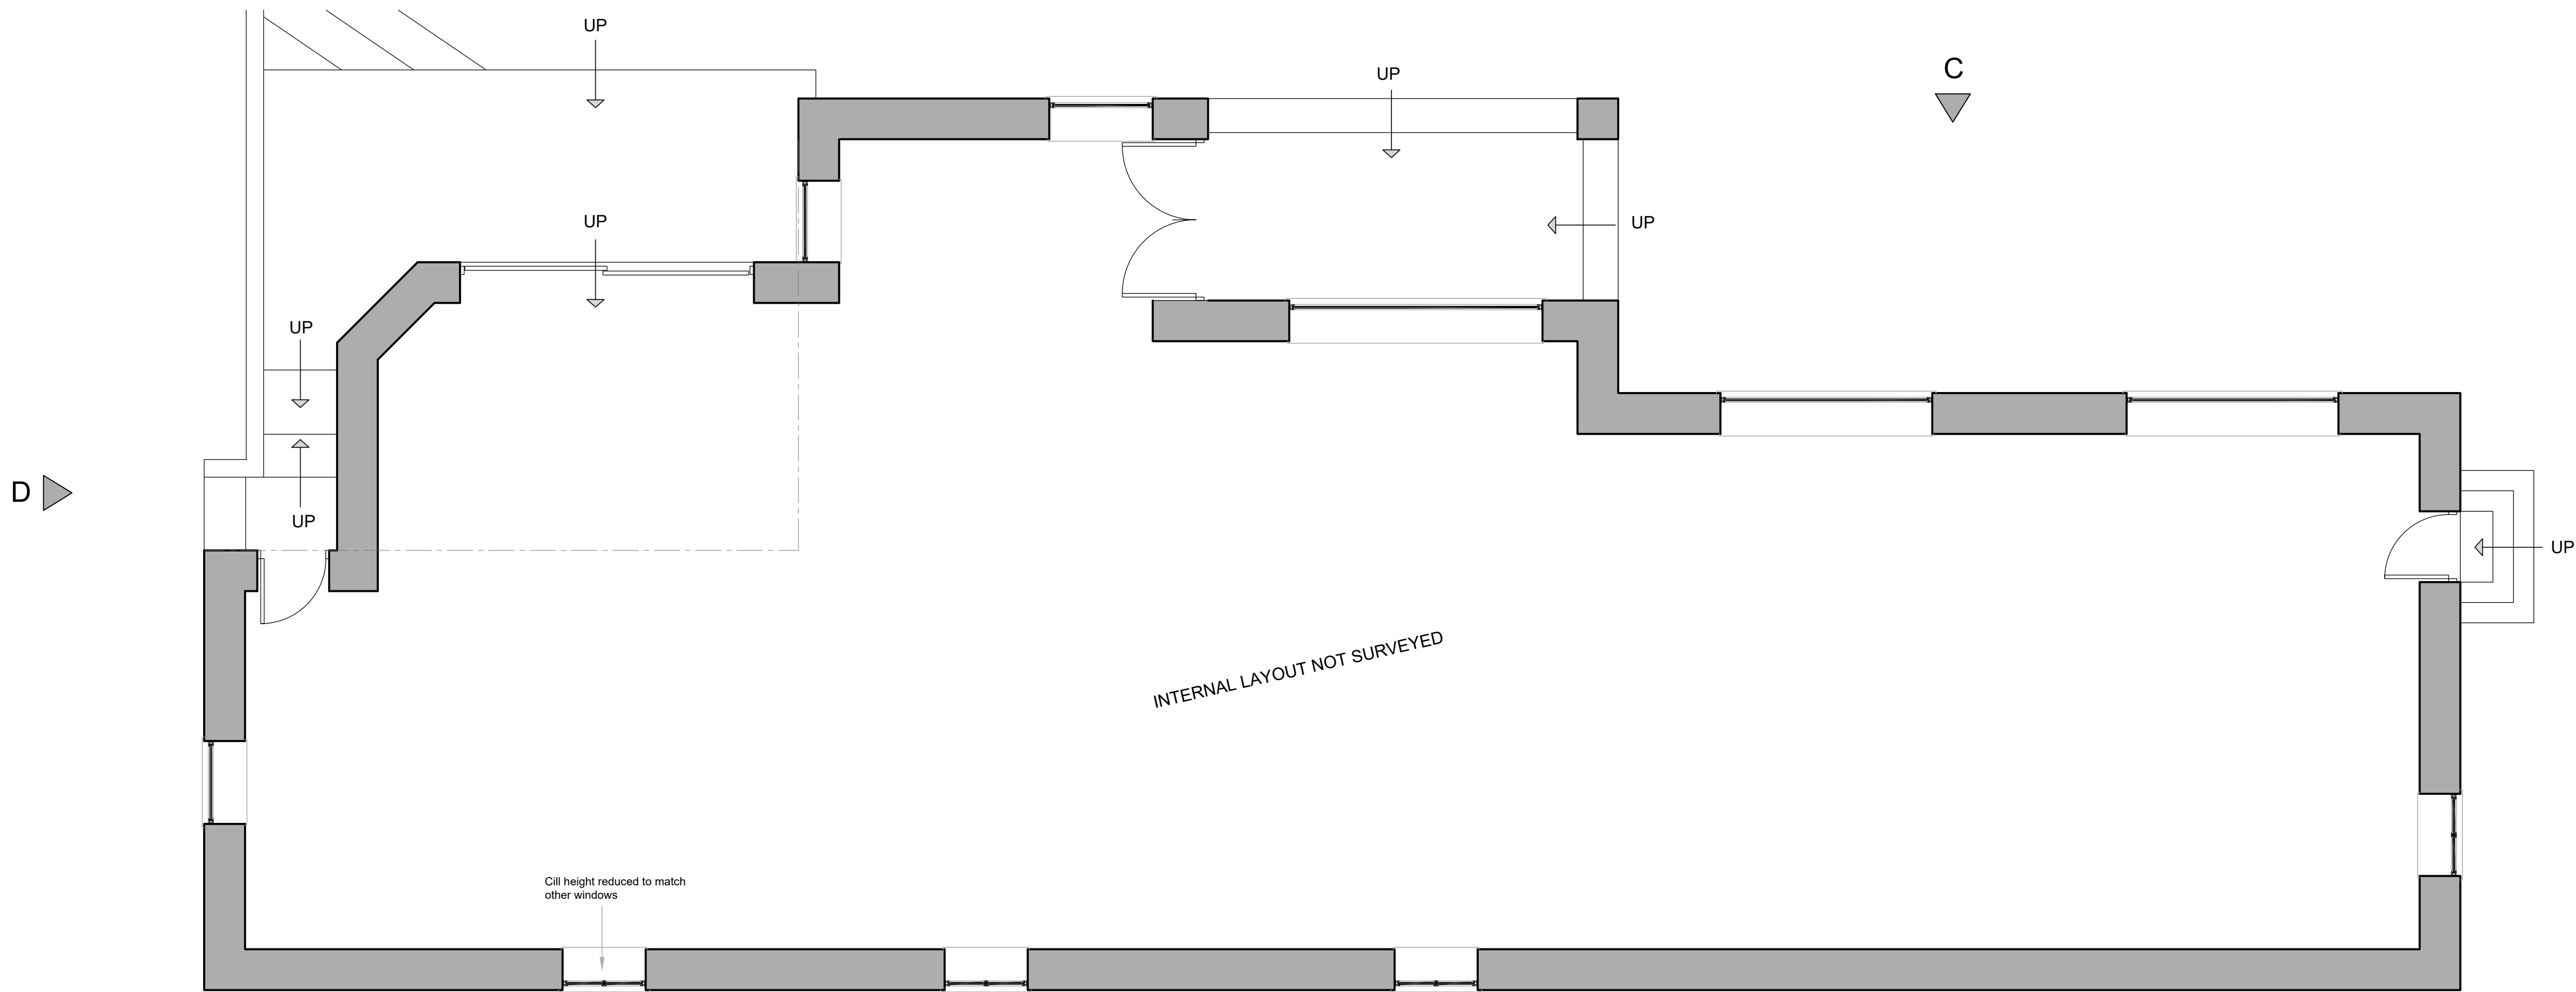 UP
C
UP
UP
UP
UP
D
UP
UP
INTERNAL LAYOUT NOT SURVEYED
Cill height reduced to match
other windows